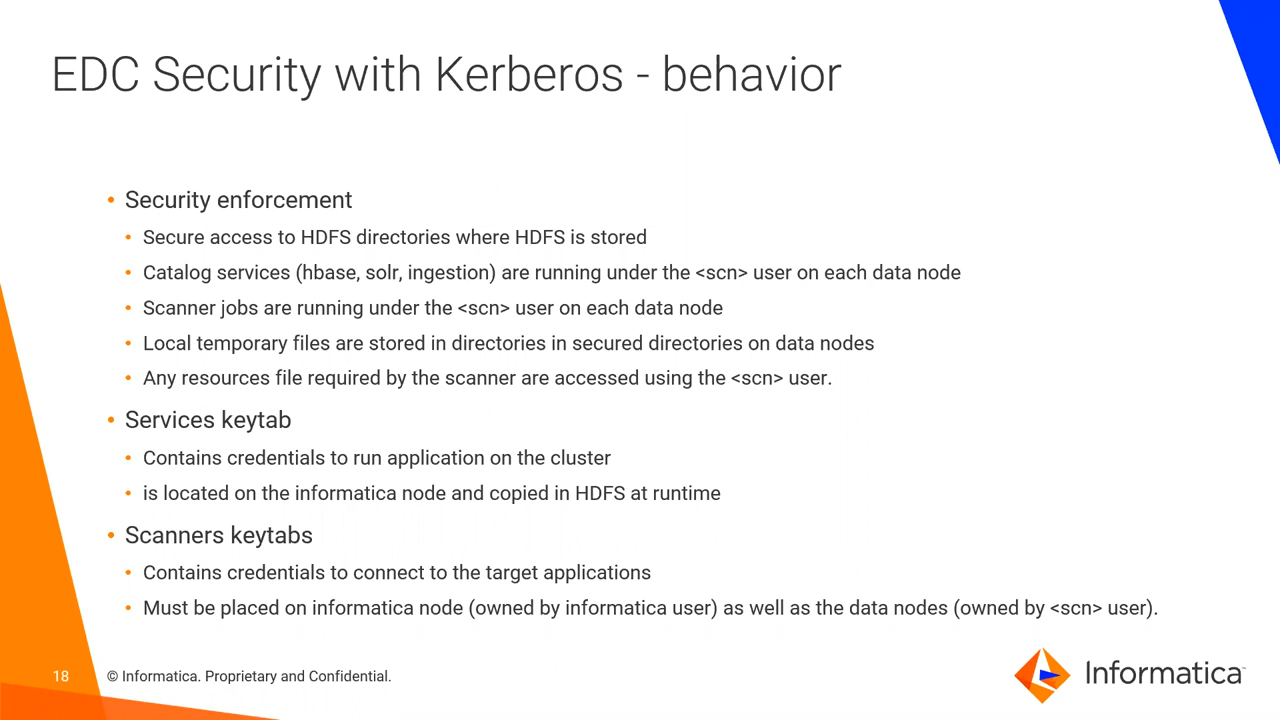 EDC Security with Kerberos - behavior
• Security enforcement
• Secure access to HDFS directories where HDFS is stored
• Catalog services (hbase, solr, ingestion) are running under the <scn> user on each data node
• Scanner jobs are running under the <scn> user on each data node
• Local temporary files are stored in directories in secured directories on data nodes
• Any resources file required by the scanner are accessed using the <scn> user.
• Services keytab
• Contains credentials to run application on the cluster
• is located on the informatica node and copied in HDFS at runtime
• Scanners keytabs
• Contains credentials to connect to the target applications
• Must be placed on informatica node (owned by informatica user) as well as the data nodes (owned by <scn> user).
18 © Informatica. Proprietary and Confidential.
Informatica™